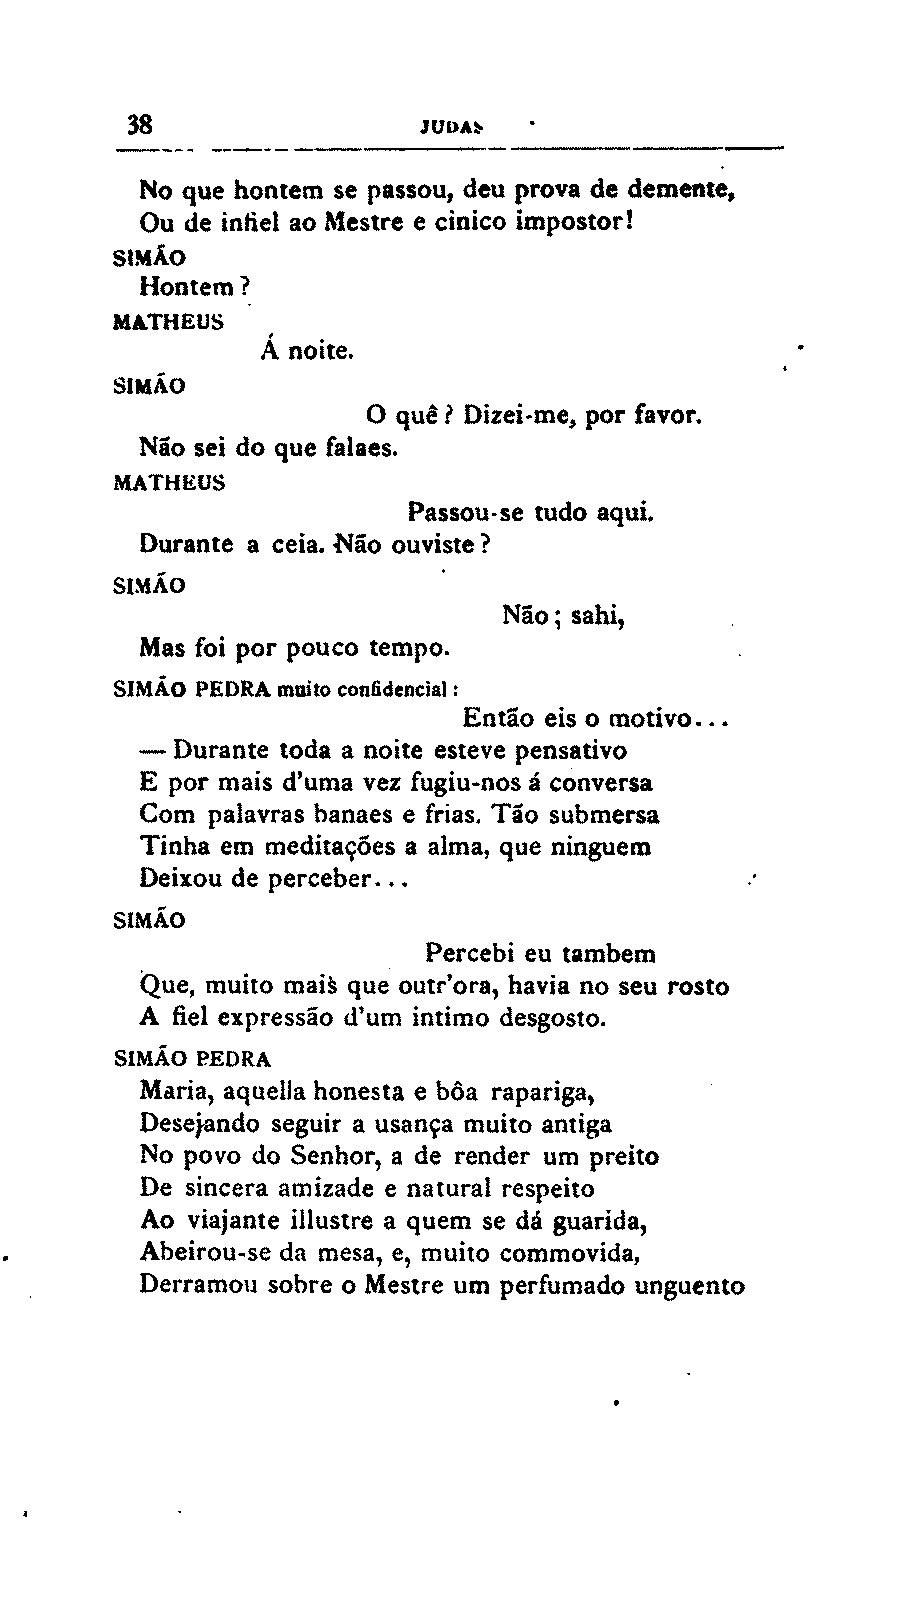 38 JUDAS
No que hontem se passou, deu prova de demente,
Ou de infiel ao Mestre e cinico impostor!
SIMÃO
Hontem?
MATHEUS
Á noite.
SIMÃO
O quê? Dizei-me, por favor.
Não sei do que falaes.
MATHEUS
Passou-se tudo aqui.
Durante a ceia. Não ouviste?
SIMÃO
Não; sahi,
Mas foi por pouco tempo.
SIMÃO PEDRA muito confidencial:
Então eis o motivo...
— Durante toda a noite esteve pensativo
E por mais d'uma vez fugiu-nos á conversa
Com palavras banaes e frias. Tão submersa
Tinha em meditações a alma, que ninguem
Deixou de perceber...
SIMÃO
Percebi eu tambem
Que, muito mais que outr'ora, havia no seu rosto
A fiel expressão d'um intimo desgosto.
SIMÃO PEDRA
Maria, aquella honesta e bôa rapariga,
Desejando seguir a usança muito antiga
No povo do Senhor, a de render um preito
De sincera amizade e natural respeito
Ao viajante illustre a quem se dá guarida,
Abeirou-se da mesa, e, muito commovida,
Derramou sobre o Mestre um perfumado unguento